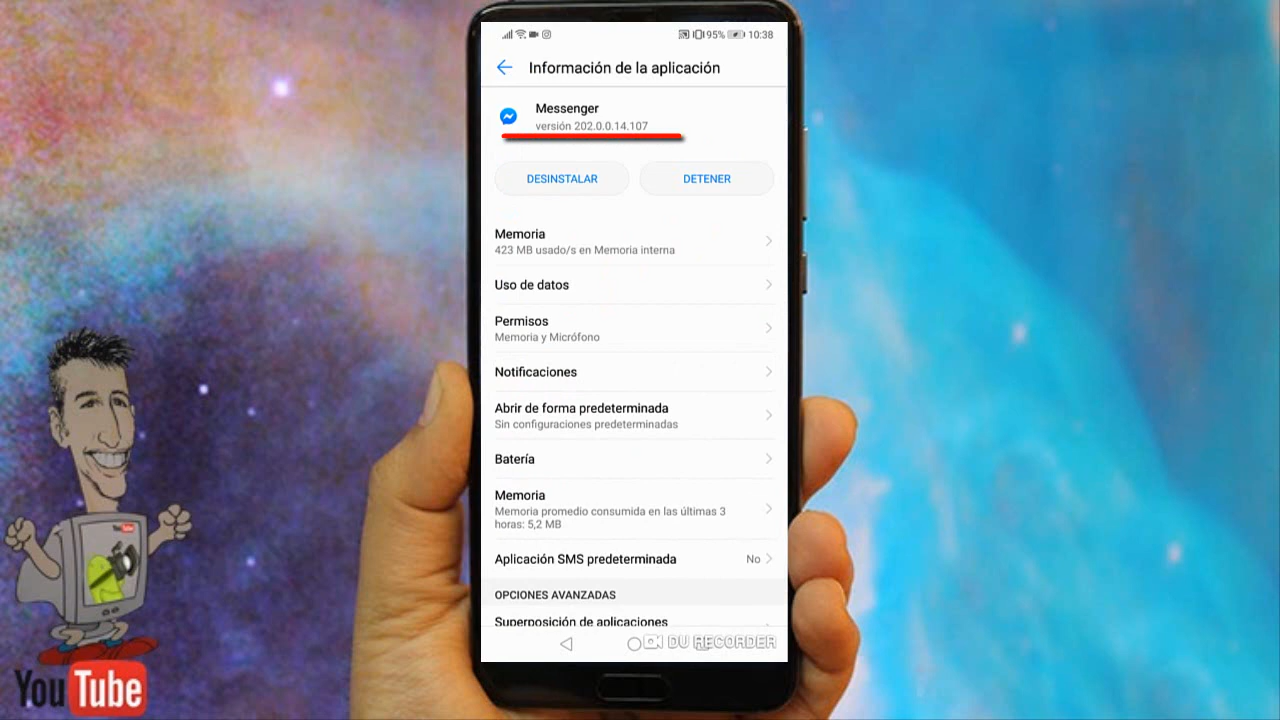 95% 10:38
Información de la aplicación
Messenger
versión 202.0.0.14.107
DESINSTALAR
DETENER
Memoria
423 MB usado/s en Memoria interna
Uso de datos
Permisos
Memoria y Micrófono
Notificaciones
Abrir de forma predeterminada
Sin configuraciones predeterminadas
Batería
Memoria
Memoria promedio consumida en las últimas 3
horas: 5,2 MB
Aplicación SMS predeterminada
No
OPCIONES AVANZADAS
Superposición de aplicaciones
DU RECORDER
YouTube
YouTube